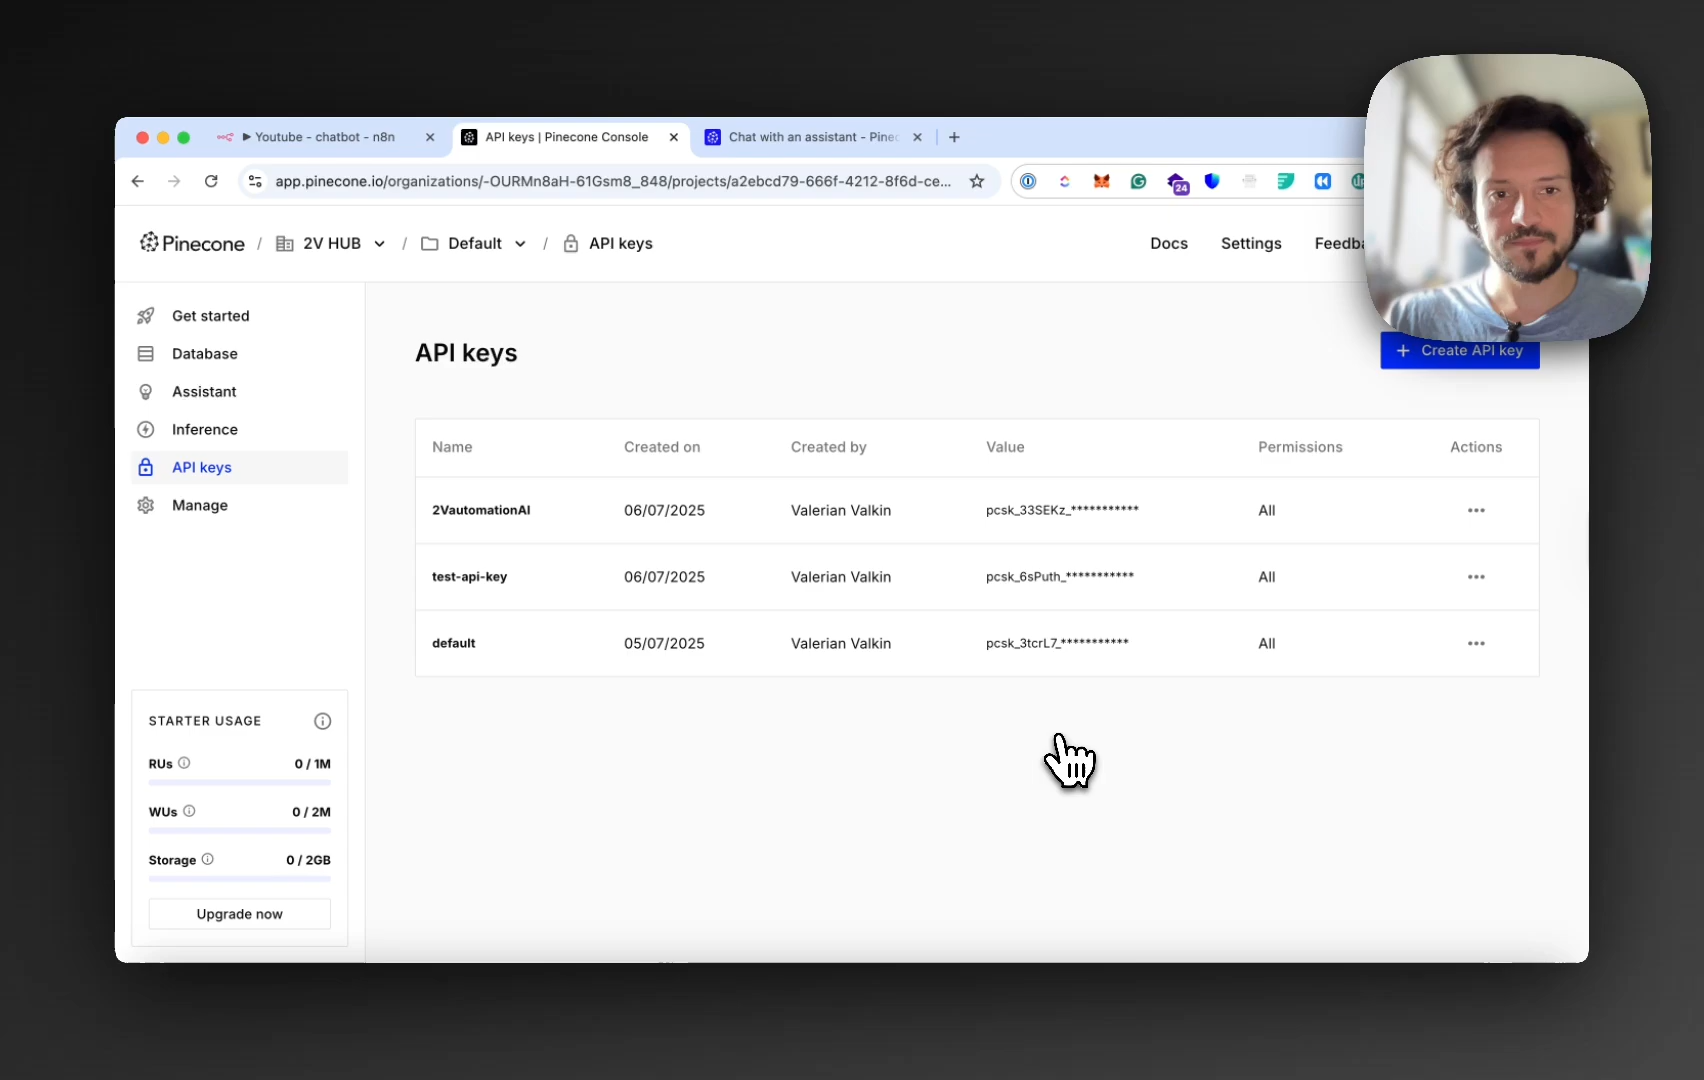 Youtube - chatbot - n8n
API keys | Pinecone Console
Chat with an assistant - Pinec
app.pinecone.io/organizations/-OURMn8aH-61Gsm8_848/projects/a2ebcd79-666f-4212-8f6d-ce...
24
Pinecone / 2V HUB / Default / API keys
Docs
Settings
Feedba
Get started
Database
Assistant
Inference
API keys
Manage
API keys
+ Create API key
Name Created on Created by Value Permissions Actions
2VautomationAI 06/07/2025 Valerian Valkin pcsk_33SEKz_*********** All
test-api-key 06/07/2025 Valerian Valkin pcsk_6sPuth_*********** All
default 05/07/2025 Valerian Valkin pcsk_3tcrL7_*********** All
STARTER USAGE
RUs 0 / 1M
WUs 0 / 2M
Storage 0 / 2GB
Upgrade now